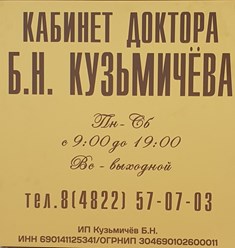 КАБИНЕТ ДОКТОРА
Б.Н. КУЗЬМИЧЁВА
Пн-Сб
с 9:00 до 19:00
Вс - выходной
тел.8(4822) 57-07-03
ИП Кузьмичёв Б.Н.
ИНН 690141125341/ОГРНИП 304690102600011